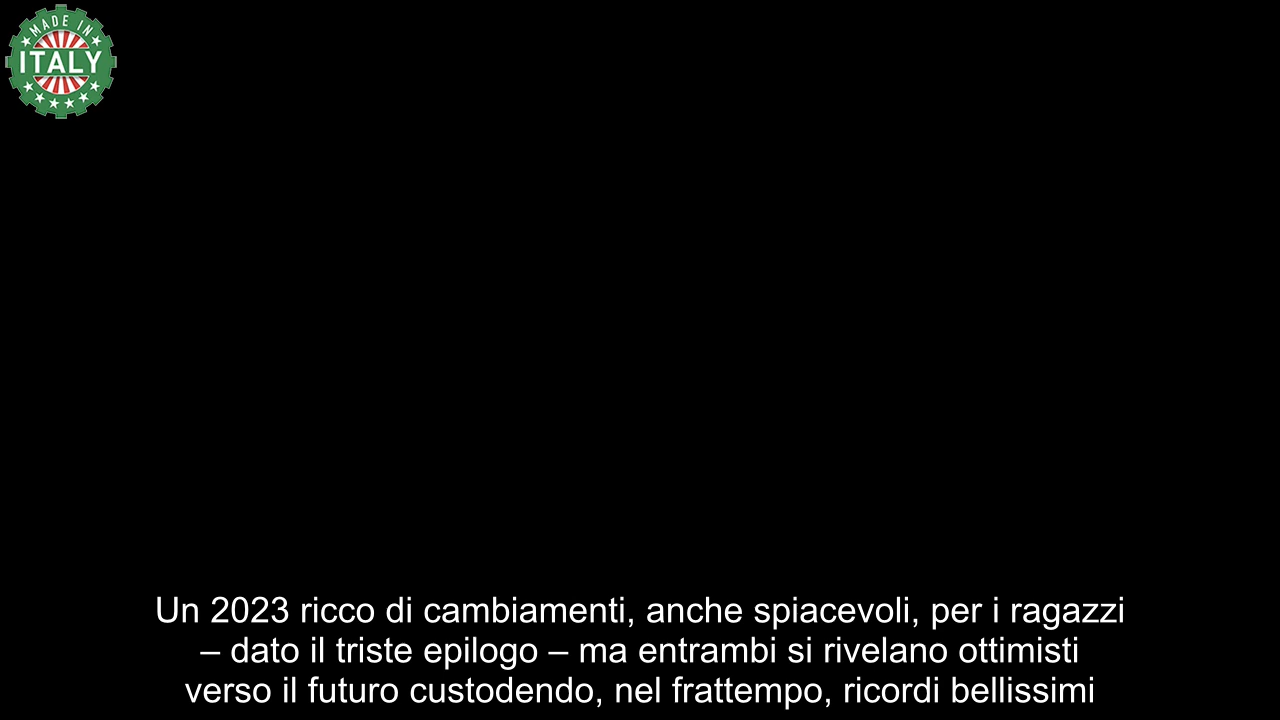 MADE IN
ITALY
Un 2023 ricco di cambiamenti, anche spiacevoli, per i ragazzi
– dato il triste epilogo – ma entrambi si rivelano ottimisti
verso il futuro custodendo, nel frattempo, ricordi bellissimi